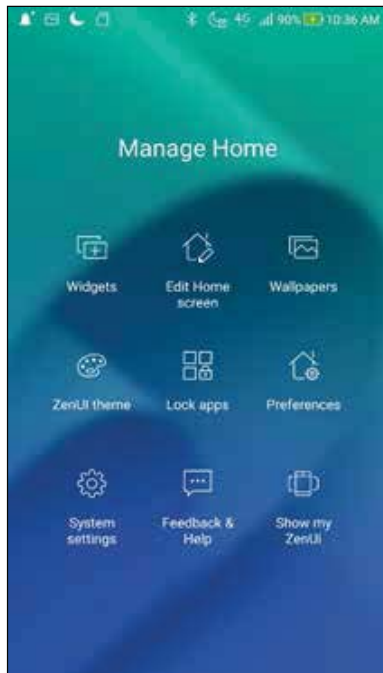 4G 90% 10:36 AM
Manage Home
Widgets
Edit Home
screen
Wallpapers
ZenUI theme
Lock apps
Preferences
System
settings
Feedback &
Help
Show my
ZenUI